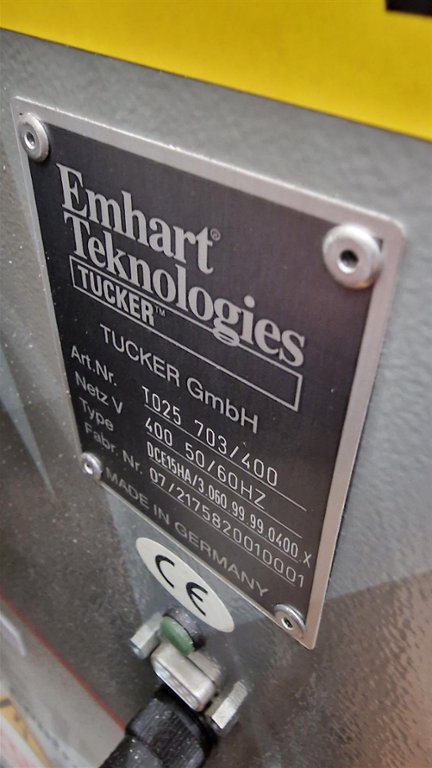 Emhart®
Teknologies
TUCKER™
TUCKER GmbH
Art.Nr. T025 703/400
Netz V 400 50/60HZ
Type DCE15HA/3.060.99.99.0400.X
Fabr. Nr. 07/2175820010001
MADE IN GERMANY
CE